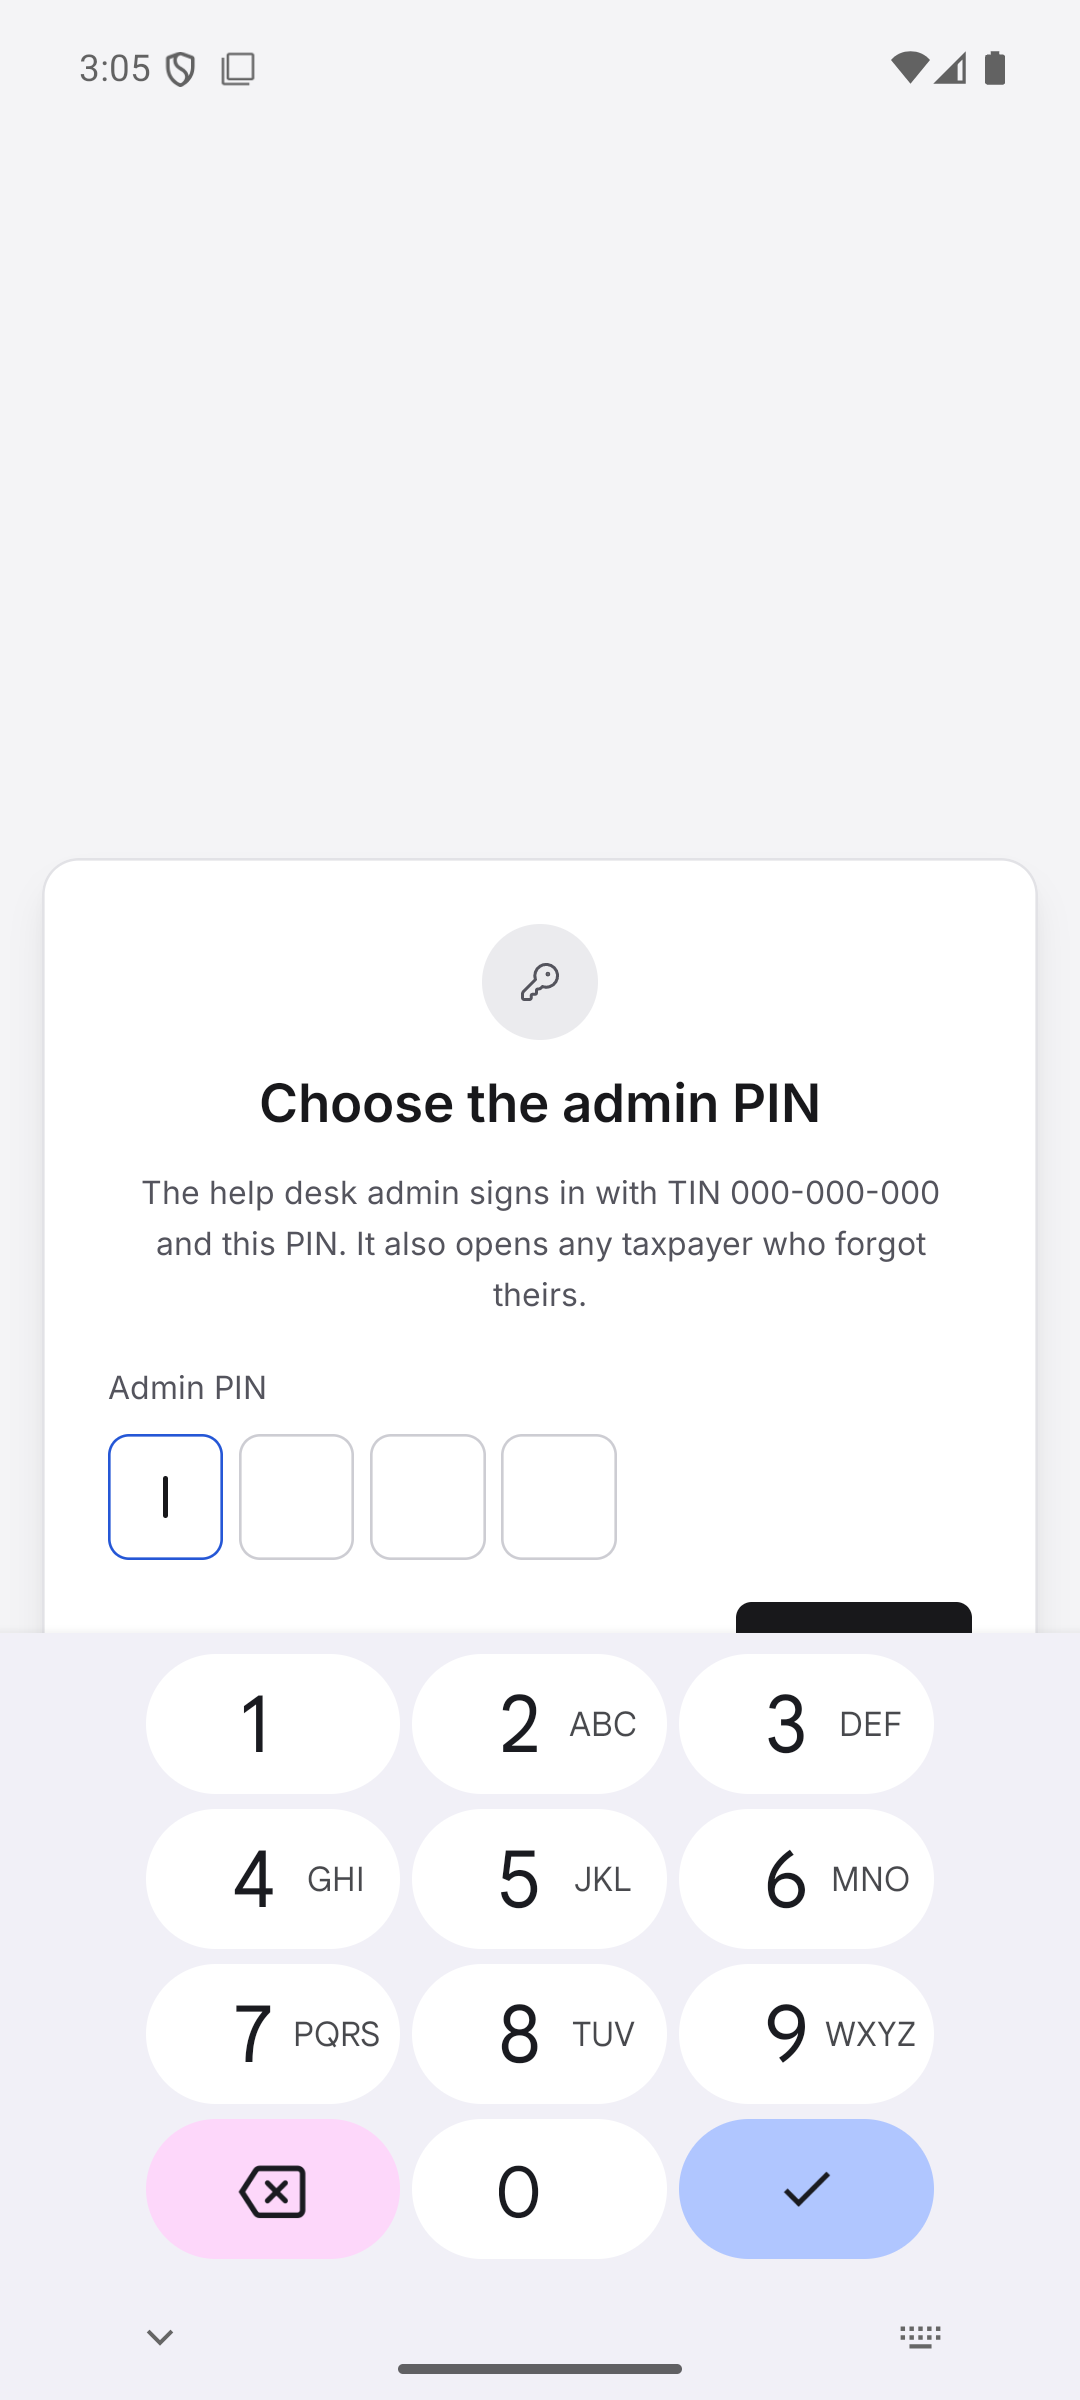 3:05
Choose the admin PIN
The help desk admin signs in with TIN 000-000-000
and this PIN. It also opens any taxpayer who forgot
theirs.
Admin PIN
1
2 ABC
3 DEF
4 GHI
5 JKL
6 MNO
7 PQRS
8 TUV
9 WXYZ
0